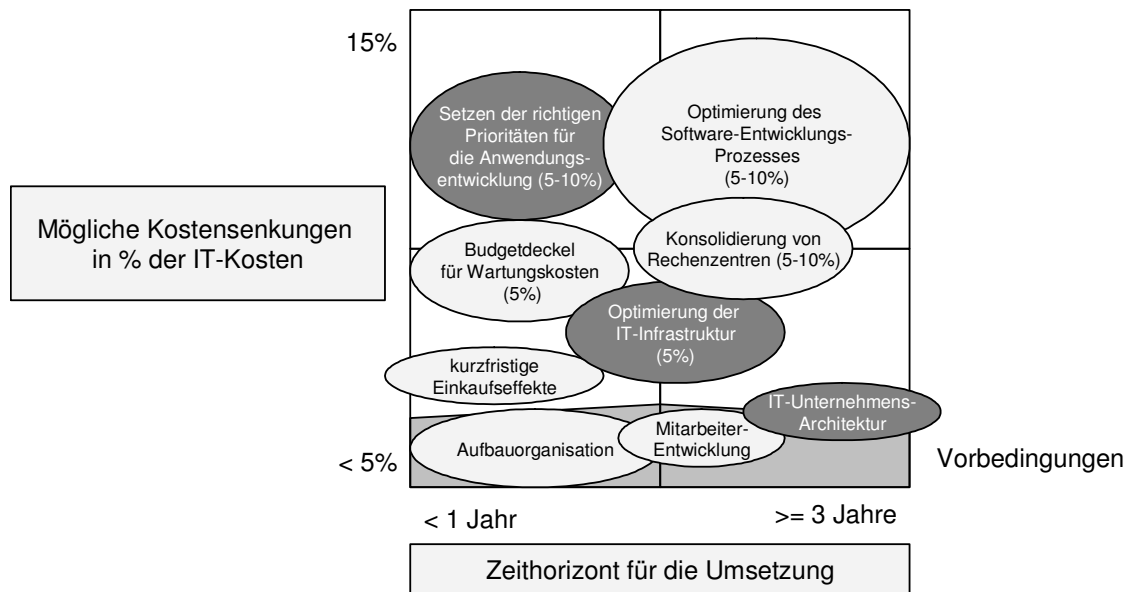 15%
Setzen der richtigen
Prioritäten für
die Anwendungs-
entwicklung (5-10%)
Optimierung des
Software-Entwicklungs-
Prozesses
(5-10%)
Mögliche Kostensenkungen
in % der IT-Kosten
Budgetdeckel
für Wartungskosten
(5%)
Konsolidierung von
Rechenzentren (5-10%)
Optimierung der
IT-Infrastruktur
(5%)
kurzfristige
Einkaufseffekte
IT-Unternehmens-
Architektur
Aufbauorganisation
Mitarbeiter-
Entwicklung
< 5%
Vorbedingungen
< 1 Jahr
>= 3 Jahre
Zeithorizont für die Umsetzung